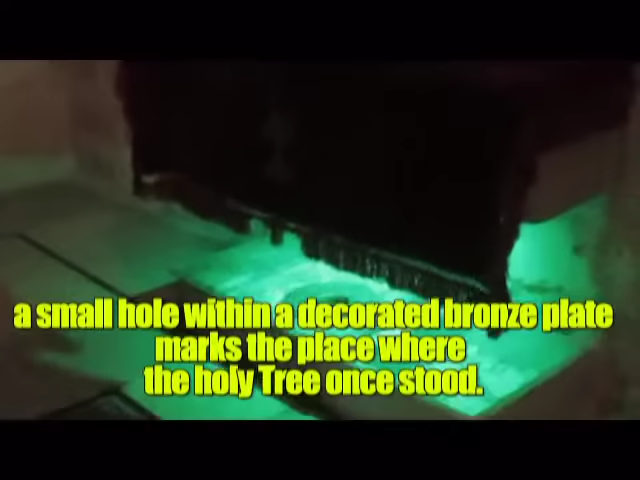 a small hole within a decorated bronze plate
marks the place where
the holy Tree once stood.